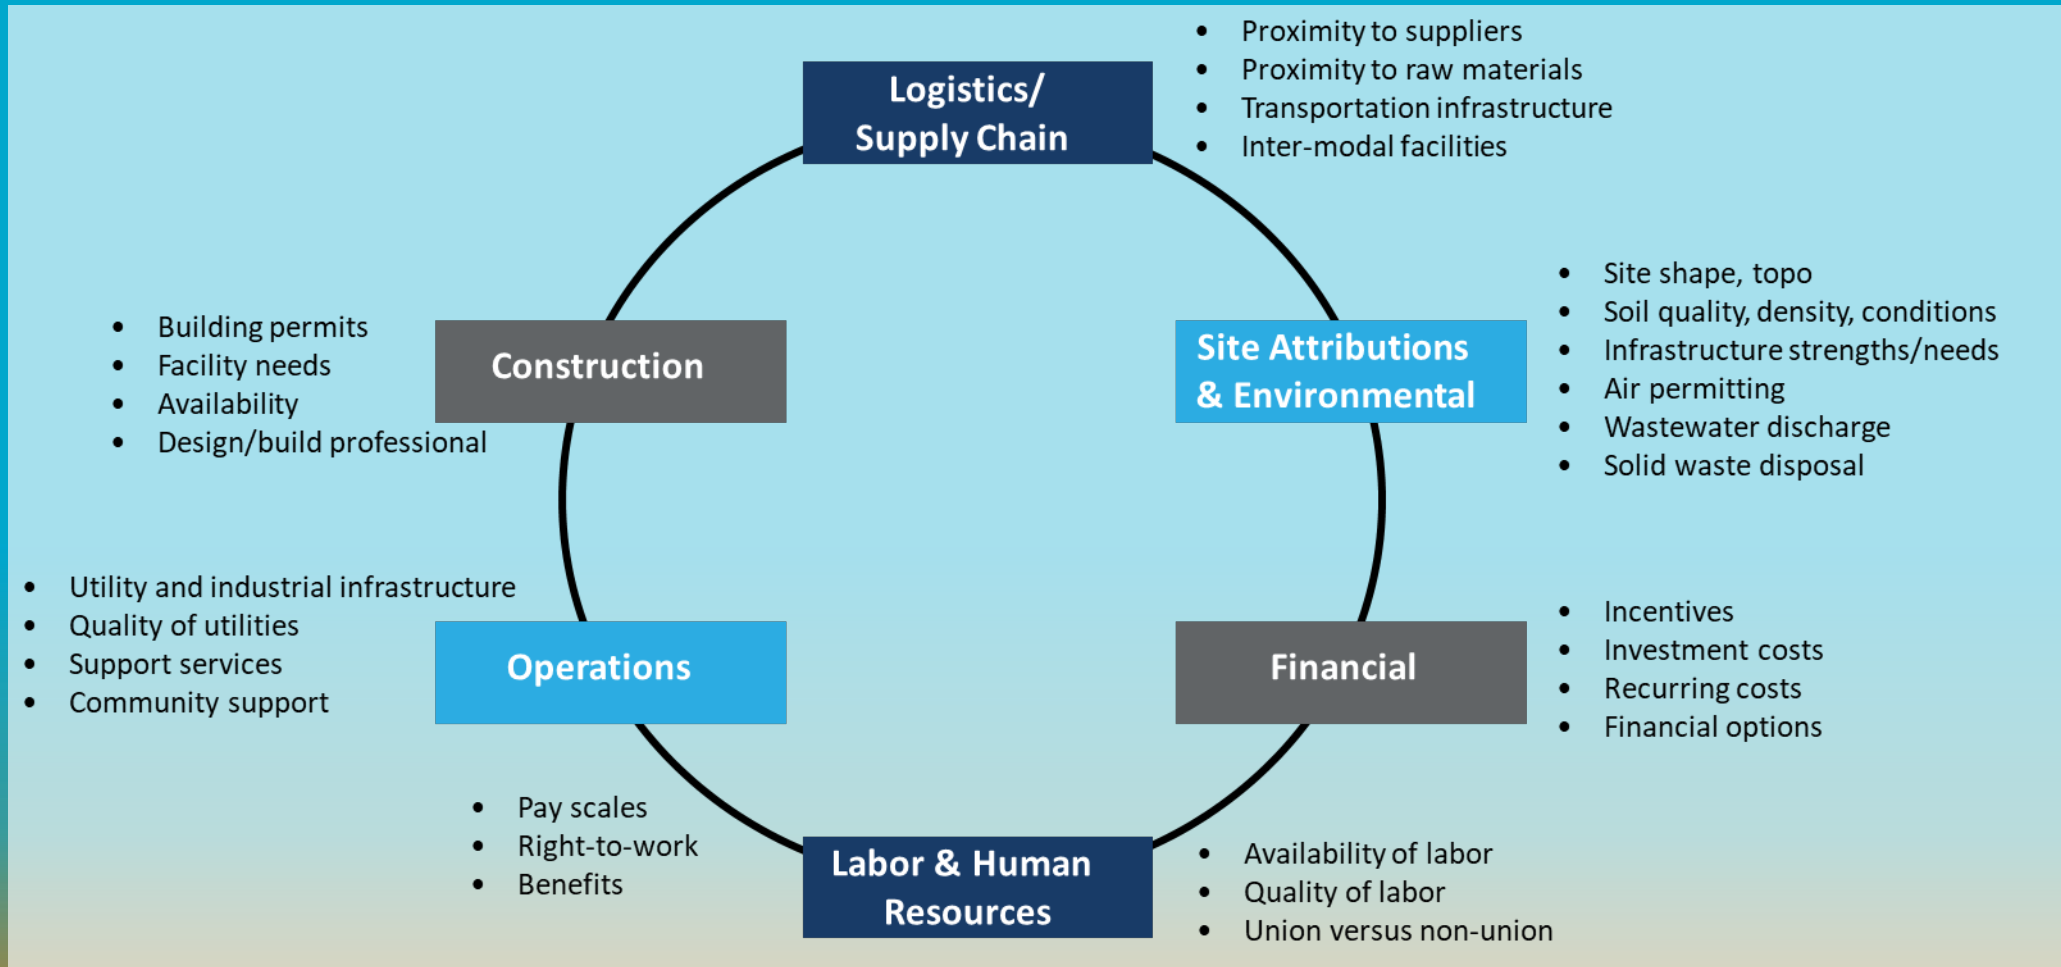 Logistics/
Supply Chain
• Proximity to suppliers
• Proximity to raw materials
• Transportation infrastructure
• Inter-modal facilities
Site Attributions
& Environmental
• Site shape, topo
• Soil quality, density, conditions
• Infrastructure strengths/needs
• Air permitting
• Wastewater discharge
• Solid waste disposal
Financial
• Incentives
• Investment costs
• Recurring costs
• Financial options
Labor & Human
Resources
• Availability of labor
• Quality of labor
• Union versus non-union
• Pay scales
• Right-to-work
• Benefits
Operations
• Utility and industrial infrastructure
• Quality of utilities
• Support services
• Community support
Construction
• Building permits
• Facility needs
• Availability
• Design/build professional